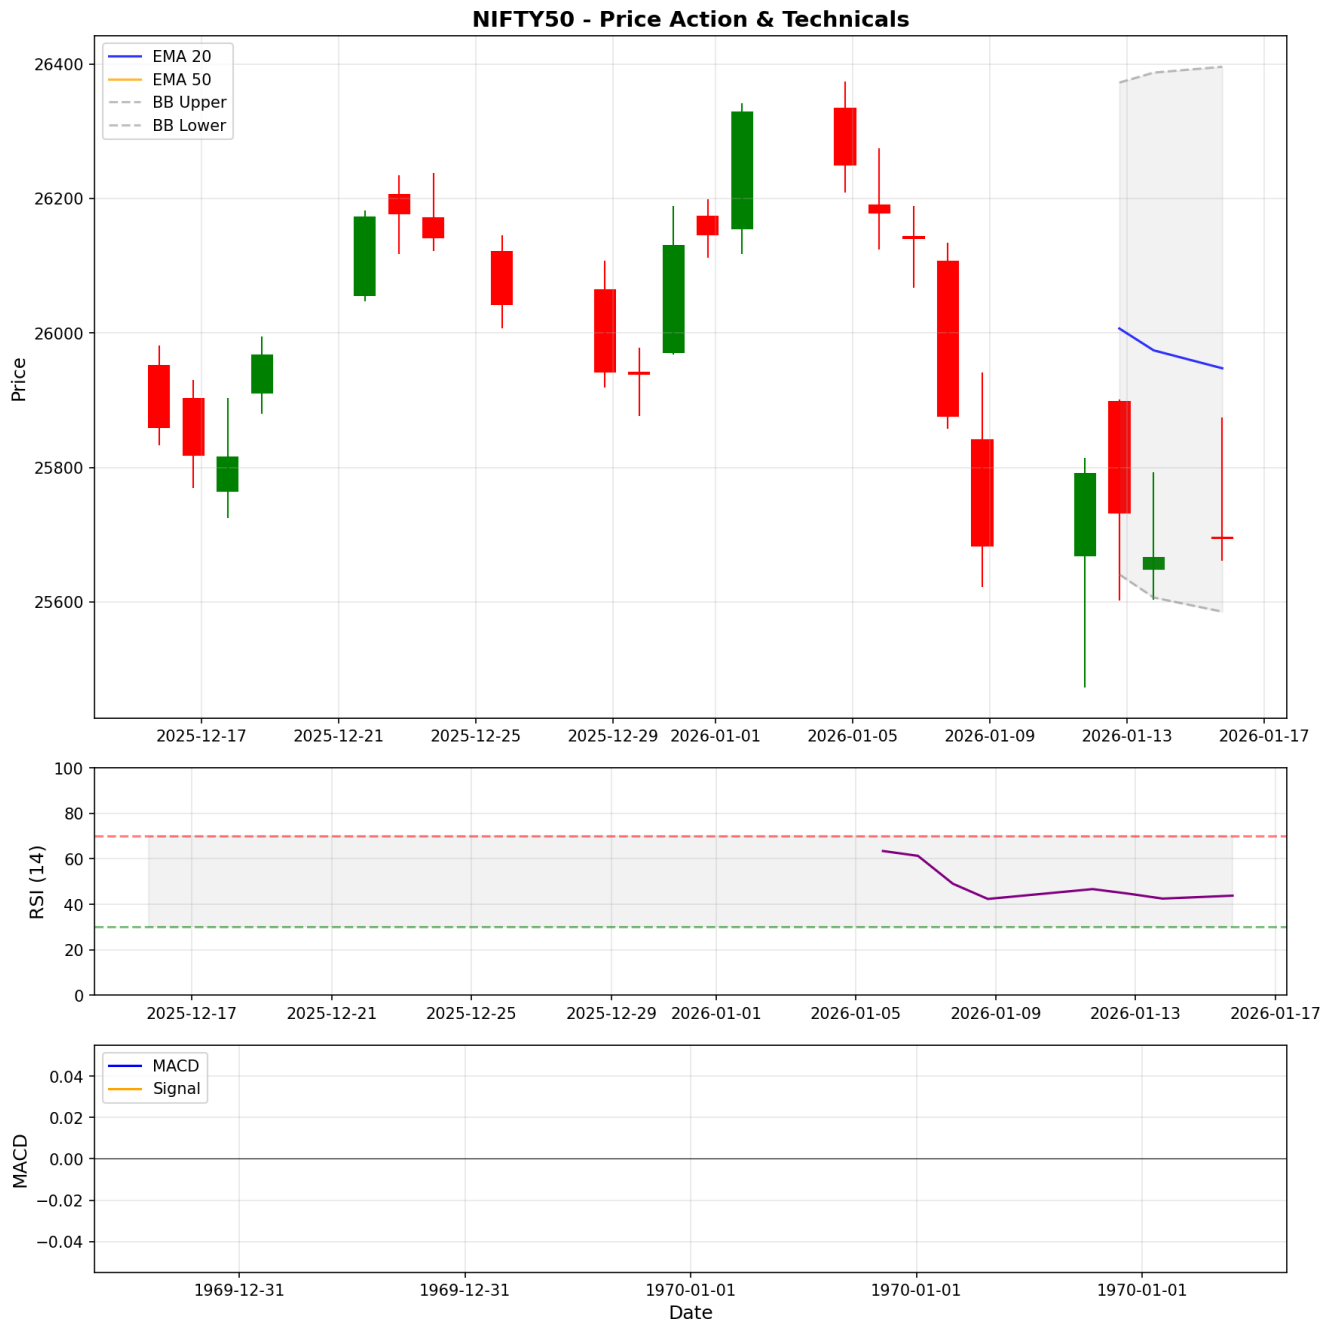 NIFTY50 - Price Action & Technicals
EMA 20
EMA 50
BB Upper
BB Lower
26400
26200
26000
25800
25600
Price
2025-12-17 2025-12-21 2025-12-25 2025-12-29 2026-01-01 2026-01-05 2026-01-09 2026-01-13 2026-01-17
100
80
60
40
20
0
RSI (14)
2025-12-17 2025-12-21 2025-12-25 2025-12-29 2026-01-01 2026-01-05 2026-01-09 2026-01-13 2026-01-17
MACD
Signal
0.04
0.02
0.00
−0.02
−0.04
MACD
1969-12-31 1969-12-31 1970-01-01 1970-01-01 1970-01-01
Date